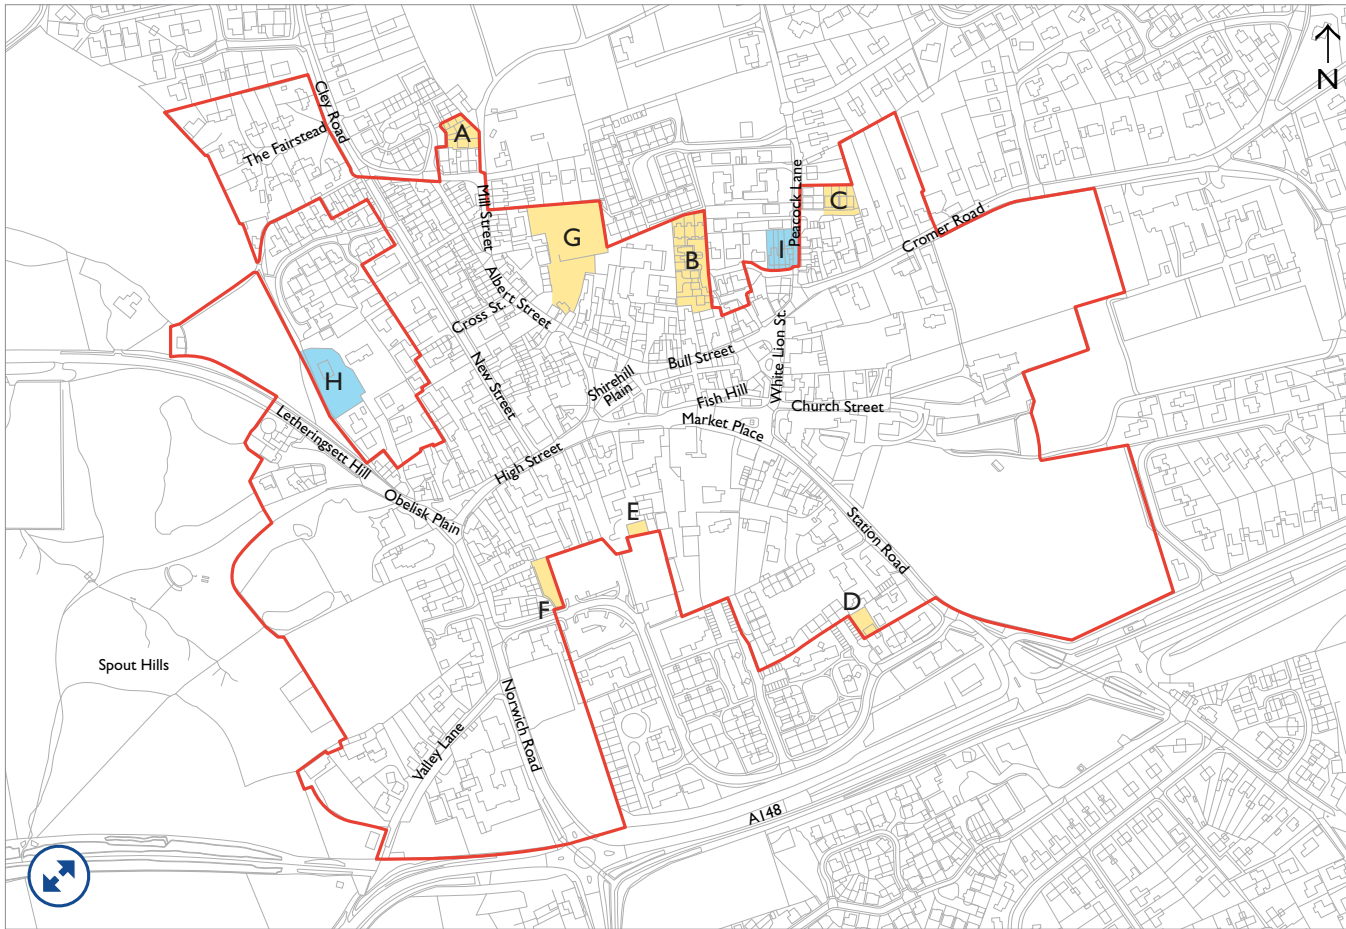 N
Cley Road
The Fairstead
A
Mill Street
Peacock Lane
C
G
B
I
Cromer Road
Albert Street
Cross St.
White Lion St.
Bull Street
New Street
Shirehill
Plain
H
Fish Hill
Church Street
Letheringsett Hill
Market Place
High Street
Obelisk Plain
E
Station Road
F
D
Spout Hills
Norwich Road
Valley Lane
A148